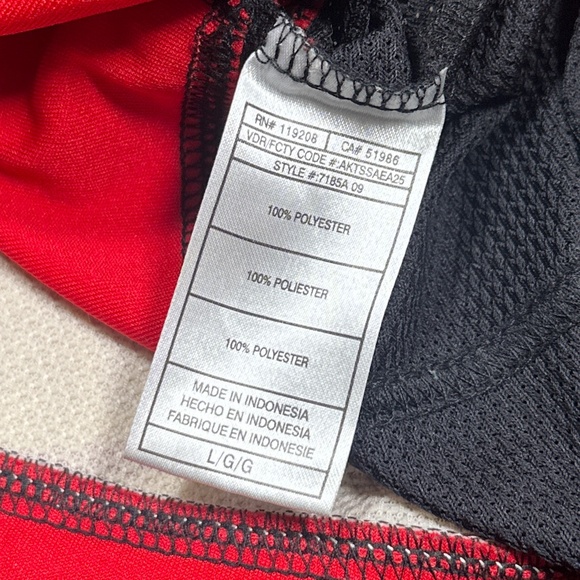 RN# 119208 CA# 51986
VDR/FCTY CODE #:AKTSSAEA25
STYLE #:7185A 09
100% POLYESTER
100% POLIESTER
100% POLYESTER
MADE IN INDONESIA
HECHO EN INDONESIA
FABRIQUE EN INDONESIE
L/G/G